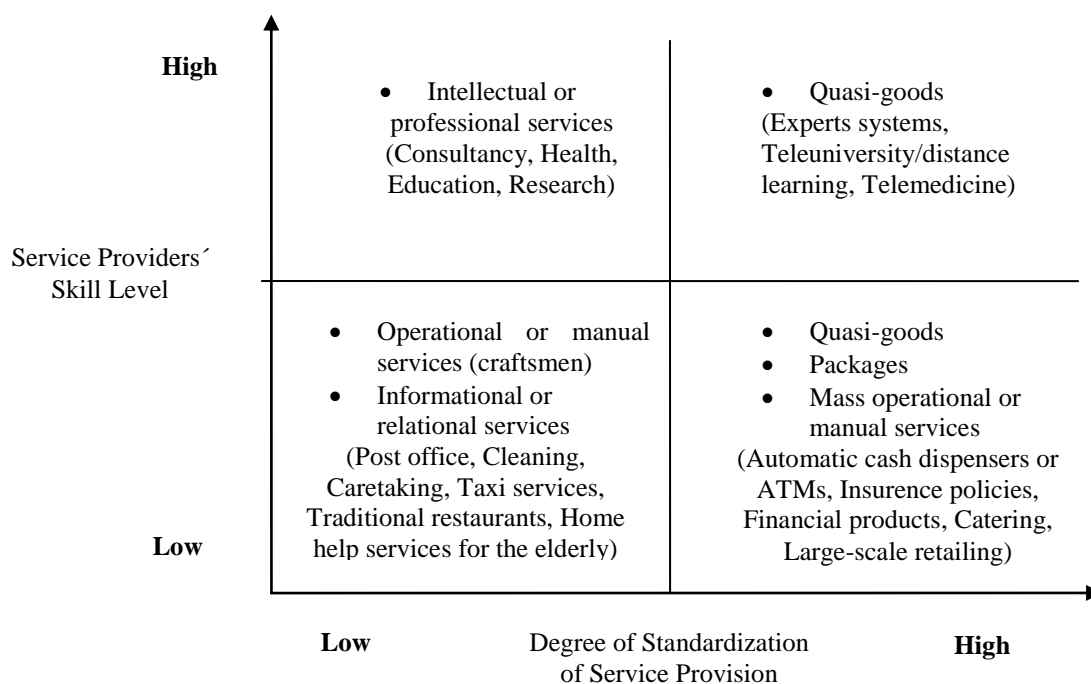 High
• Intellectual or
professional services
(Consultancy, Health,
Education, Research)
• Quasi-goods
(Experts systems,
Teleuniversity/distance
learning, Telemedicine)
Service Providers´
Skill Level
• Operational or manual
services (craftsmen)
• Informational or
relational services
(Post office, Cleaning,
Caretaking, Taxi services,
Traditional restaurants, Home
help services for the elderly)
• Quasi-goods
• Packages
• Mass operational or
manual services
(Automatic cash dispensers or
ATMs, Insurence policies,
Financial products, Catering,
Large-scale retailing)
Low
Low
Degree of Standardization
of Service Provision
High